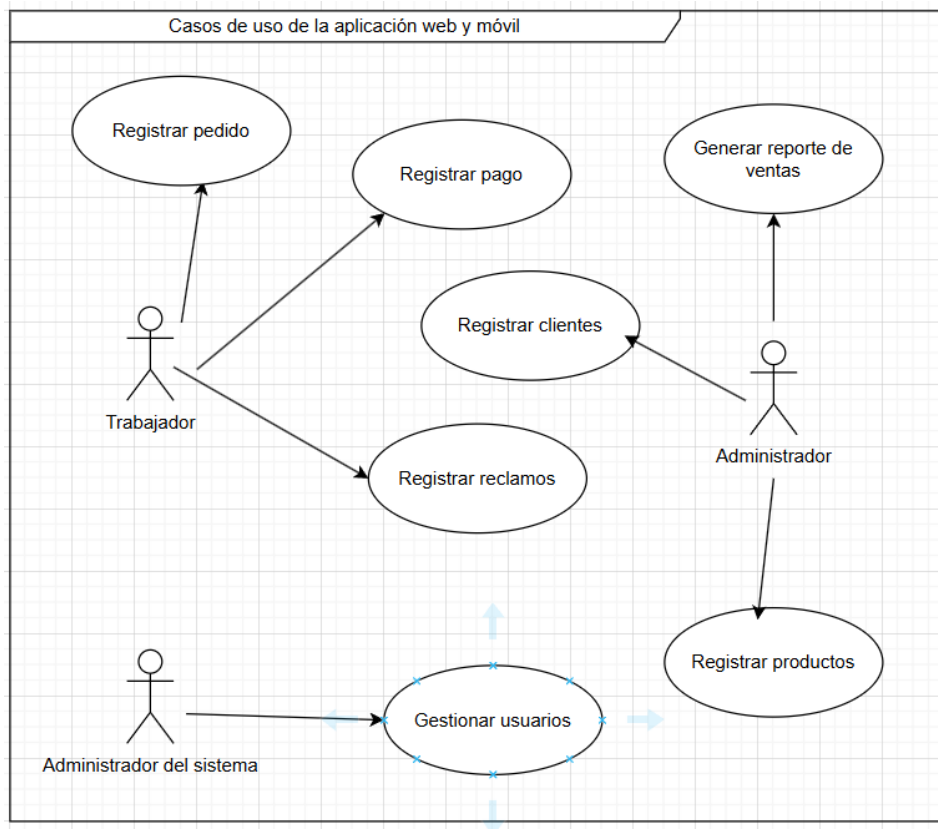 Casos de uso de la aplicación web y móvil
Registrar pedido
Registrar pago
Generar reporte de
ventas
Registrar clientes
Trabajador
Administrador
Registrar reclamos
Registrar productos
Gestionar usuarios
Administrador del sistema